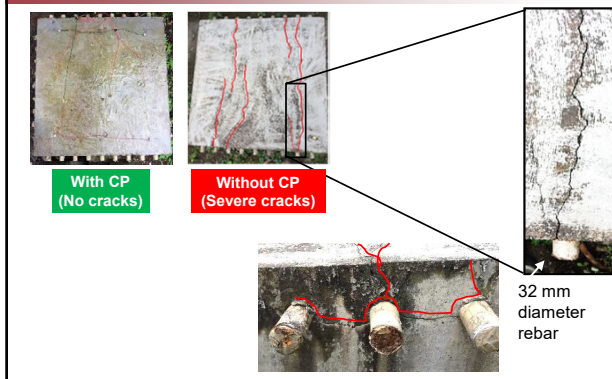 With CP
(No cracks)
Without CP
(Severe cracks)
32 mm
diameter
rebar